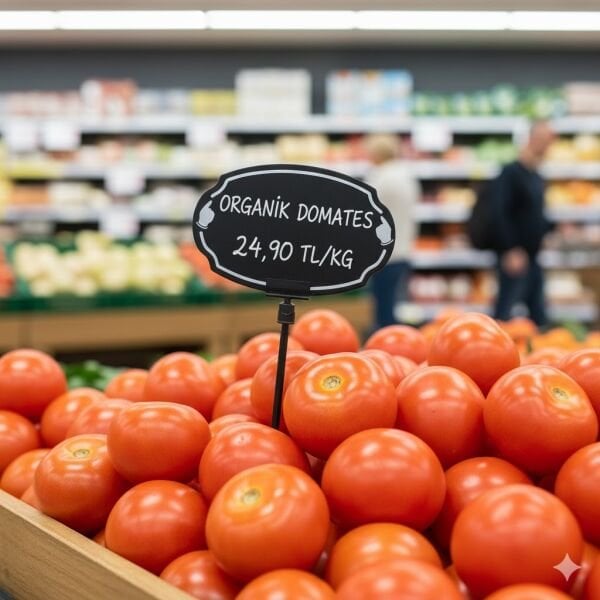 ORGANİK DOMATES
24,90 TL/KG